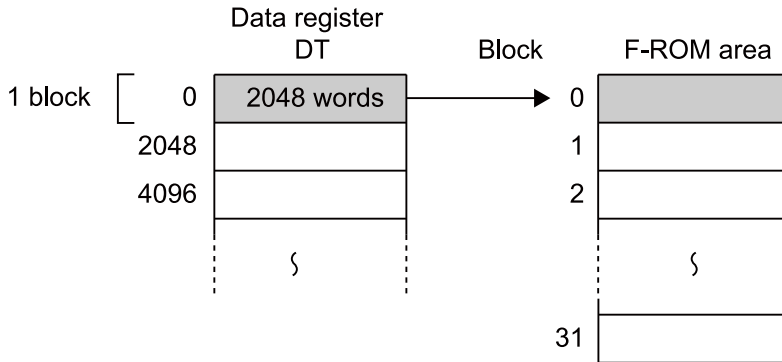 Data register
DT Block F-ROM area
1 block 0 2048 words 0
2048 1
4096 2
31